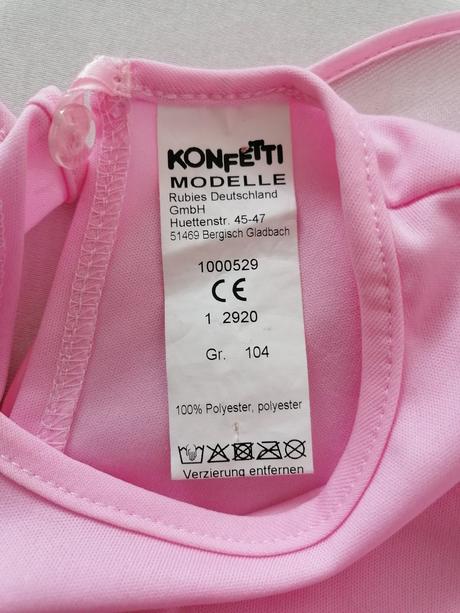 KONFETTI
MODELLE
Rubies Deutschland
GmbH
Huettenstr. 45-47
51469 Bergisch Gladbach
1000529
CE
1 2920
Gr. 104
100% Polyester, polyester
Verzierung entfernen